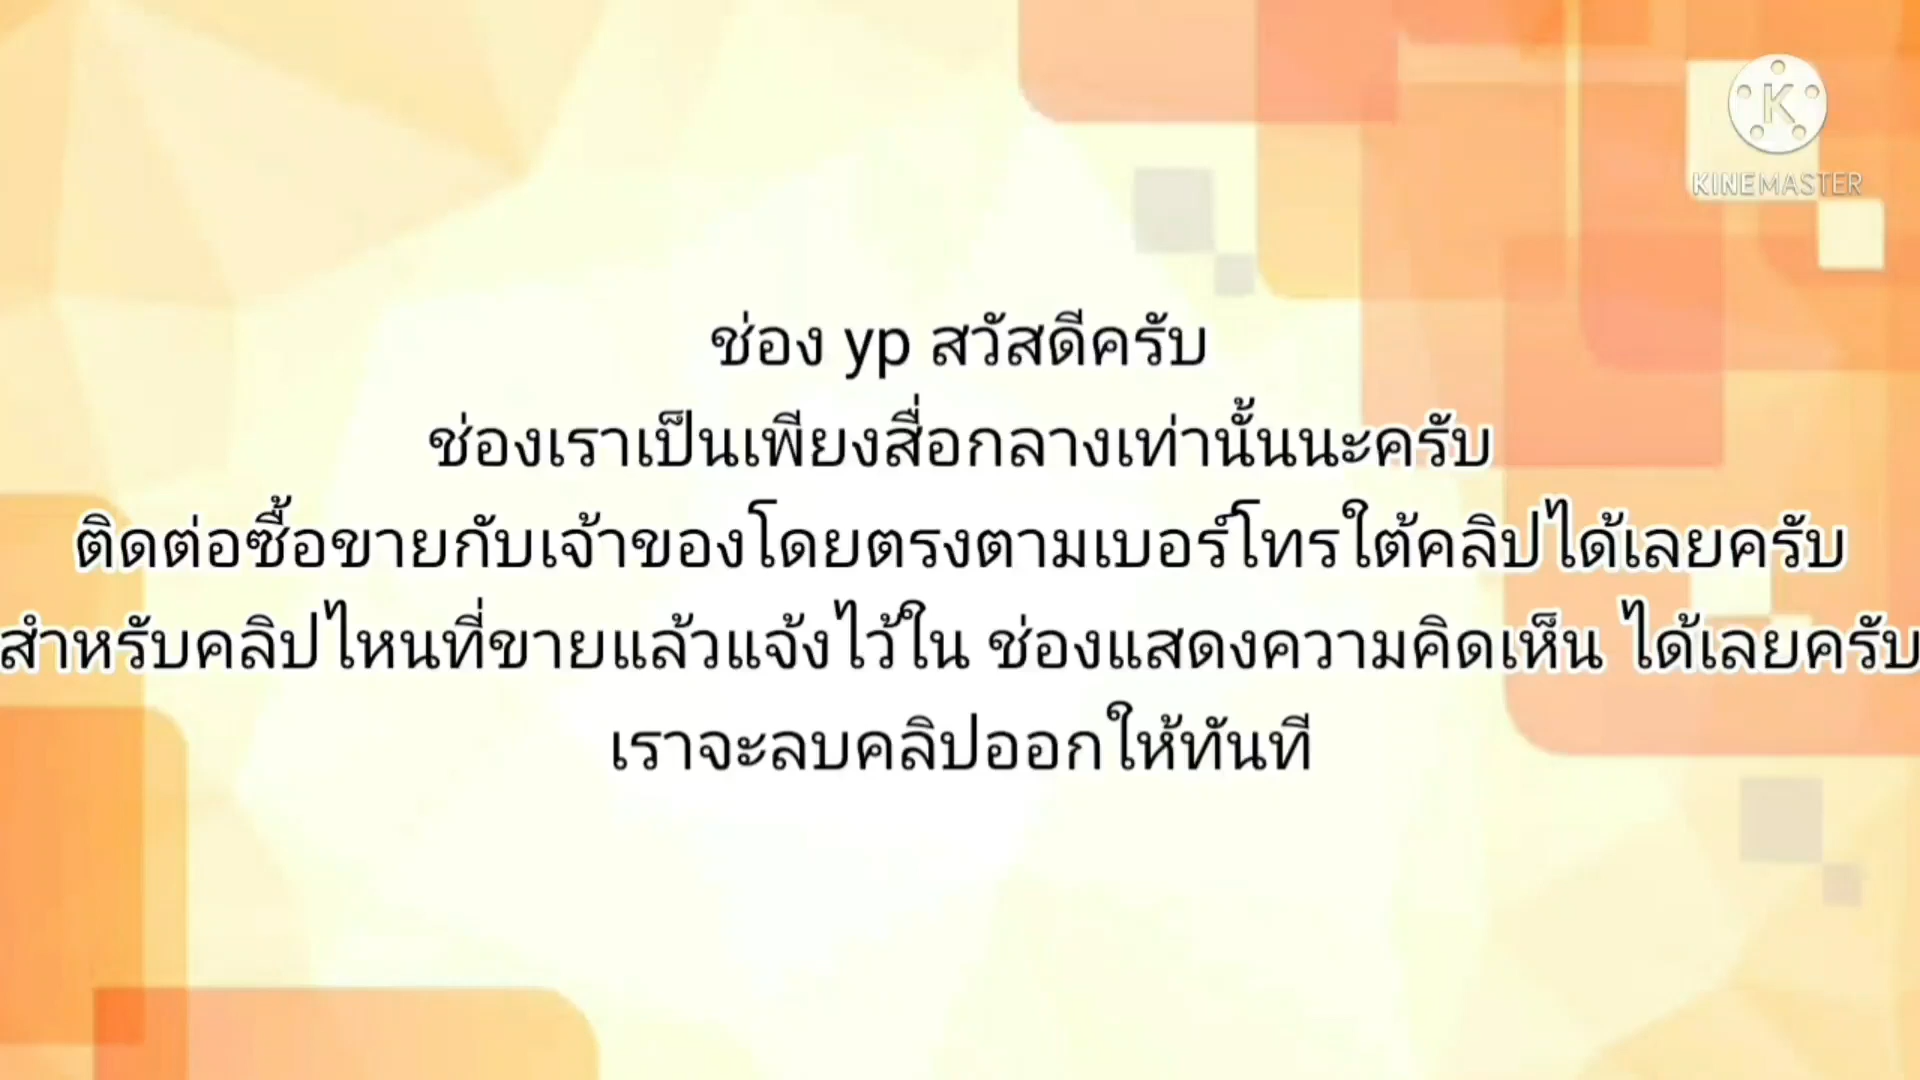 KINEMASTER
ช่อง yp สวัสดีครับ
ช่องเราเป็นเพียงสื่อกลางเท่านั้นนะครับ
ติดต่อซื้อขายกับเจ้าของโดยตรงตามเบอร์โทรใต้คลิปได้เลยครับ
สำหรับคลิปไหนที่ขายแล้วแจ้งไว้ใน ช่องแสดงความคิดเห็น ได้เลยครับ
เราจะลบคลิปออกให้ทันที